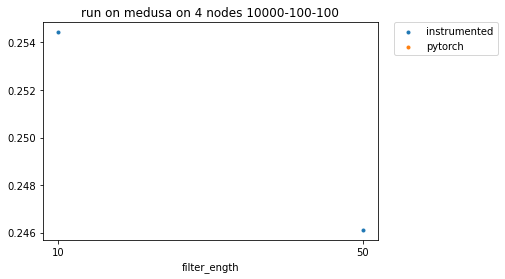 run on medusa on 4 nodes 10000-100-100
instrumented
pytorch
0.254
0.252
0.250
0.248
0.246
10
50
filter_ength